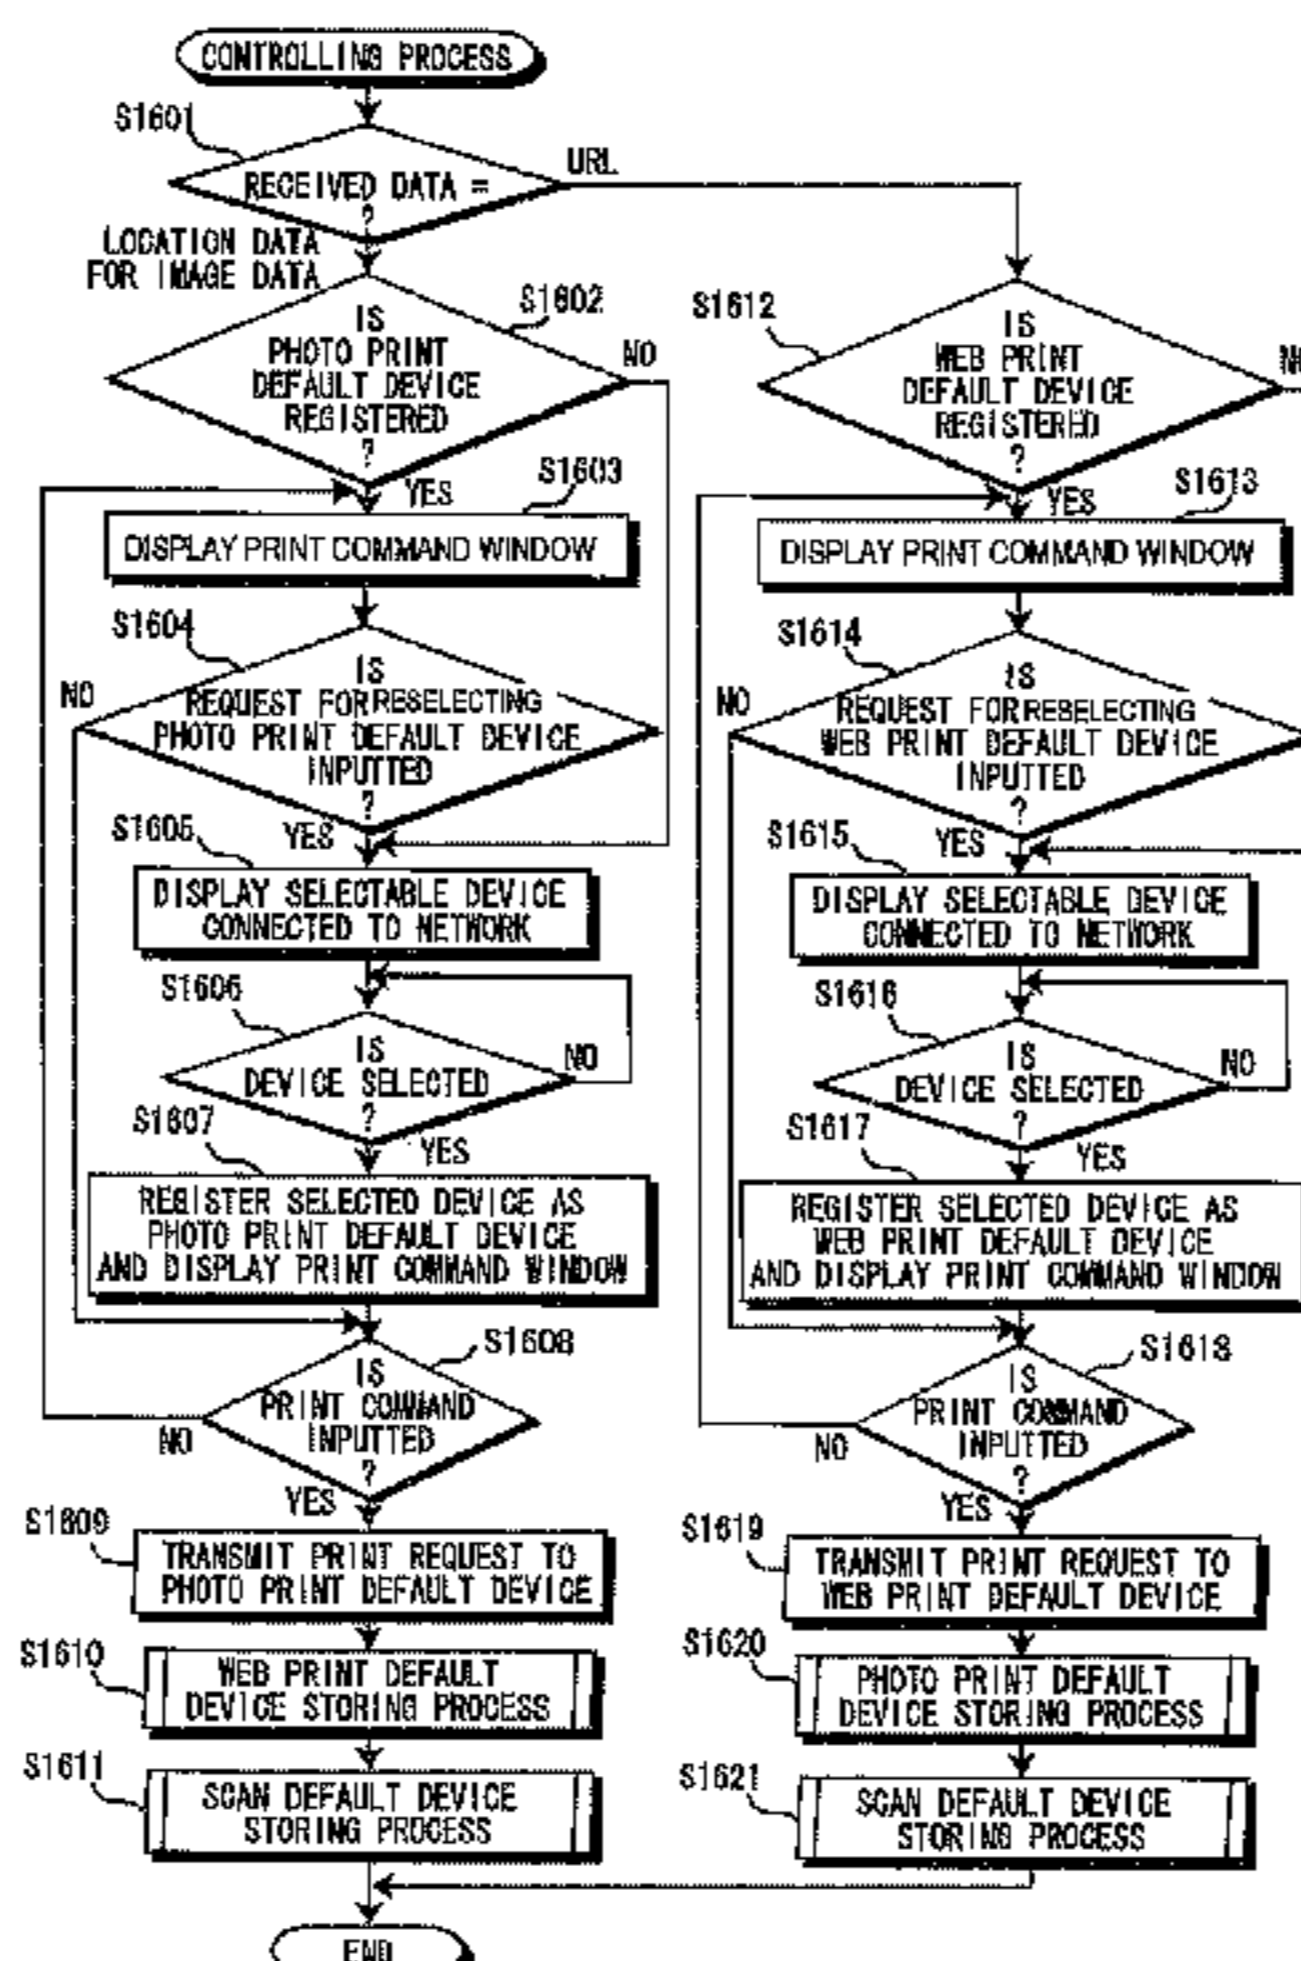 CONTROLLING PROCESS
S1601
RECEIVED DATA =
?
URL
LOCATION DATA
FOR IMAGE DATA
S1602
IS
PHOTO PRINT
DEFAULT DEVICE
REGISTERED
?
NO
YES
S1603
DISPLAY PRINT COMMAND WINDOW
S1604
IS
REQUEST FOR RESELECTING
PHOTO PRINT DEFAULT DEVICE
INPUTTED
?
NO
YES
S1605
DISPLAY SELECTABLE DEVICE
CONNECTED TO NETWORK
S1606
IS
DEVICE SELECTED
?
NO
YES
S1607
REGISTER SELECTED DEVICE AS
PHOTO PRINT DEFAULT DEVICE
AND DISPLAY PRINT COMMAND WINDOW
S1608
IS
PRINT COMMAND
INPUTTED
?
NO
YES
S1609
TRANSMIT PRINT REQUEST TO
PHOTO PRINT DEFAULT DEVICE
S1610
WEB PRINT DEFAULT
DEVICE STORING PROCESS
S1611
SCAN DEFAULT DEVICE
STORING PROCESS
END
S1612
IS
WEB PRINT
DEFAULT DEVICE
REGISTERED
?
NO
YES
S1613
DISPLAY PRINT COMMAND WINDOW
S1614
IS
REQUEST FOR RESELECTING
WEB PRINT DEFAULT DEVICE
INPUTTED
?
NO
YES
S1615
DISPLAY SELECTABLE DEVICE
CONNECTED TO NETWORK
S1616
IS
DEVICE SELECTED
?
NO
YES
S1617
REGISTER SELECTED DEVICE AS
WEB PRINT DEFAULT DEVICE
AND DISPLAY PRINT COMMAND WINDOW
S1618
IS
PRINT COMMAND
INPUTTED
?
NO
YES
S1619
TRANSMIT PRINT REQUEST TO
WEB PRINT DEFAULT DEVICE
S1620
PHOTO PRINT DEFAULT
DEVICE STORING PROCESS
S1621
SCAN DEFAULT DEVICE
STORING PROCESS